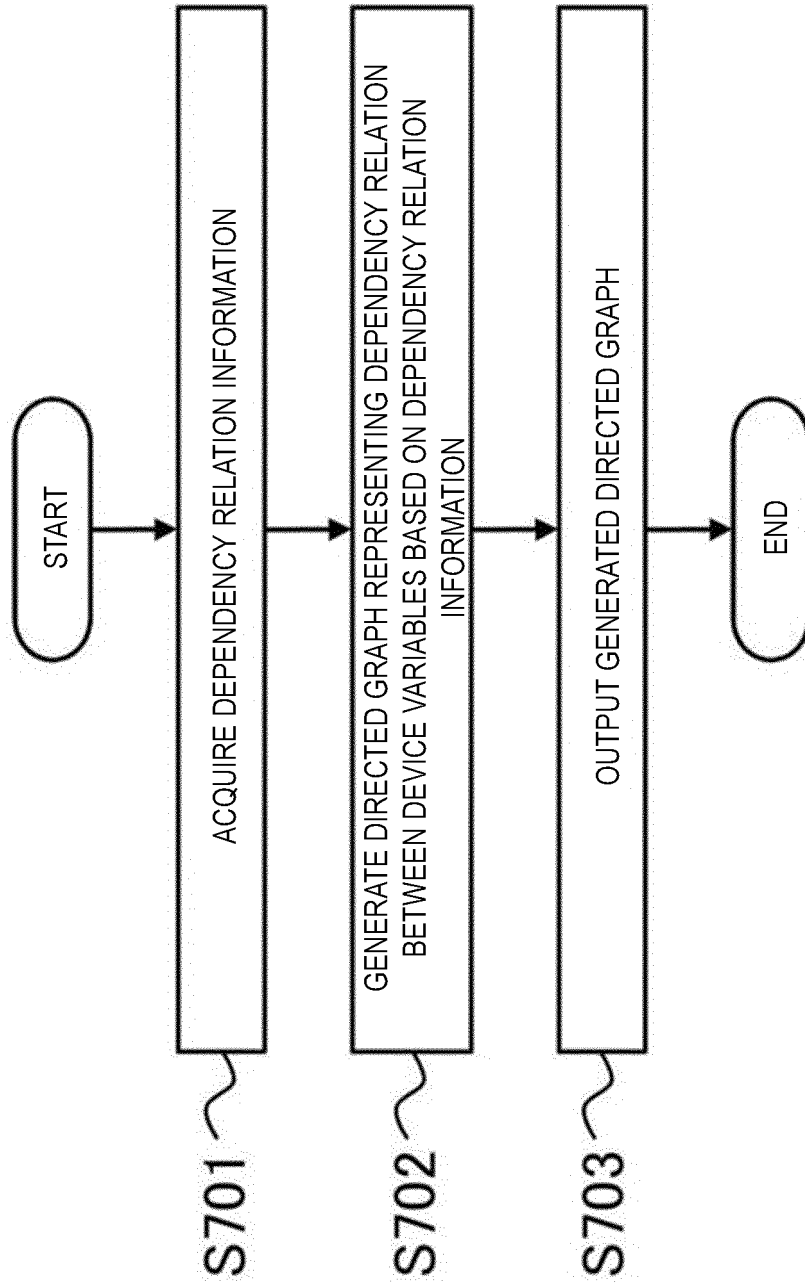 START
S701
ACQUIRE DEPENDENCY RELATION INFORMATION
S702
GENERATE DIRECTED GRAPH REPRESENTING DEPENDENCY RELATION
BETWEEN DEVICE VARIABLES BASED ON DEPENDENCY RELATION
INFORMATION
S703
OUTPUT GENERATED DIRECTED GRAPH
END